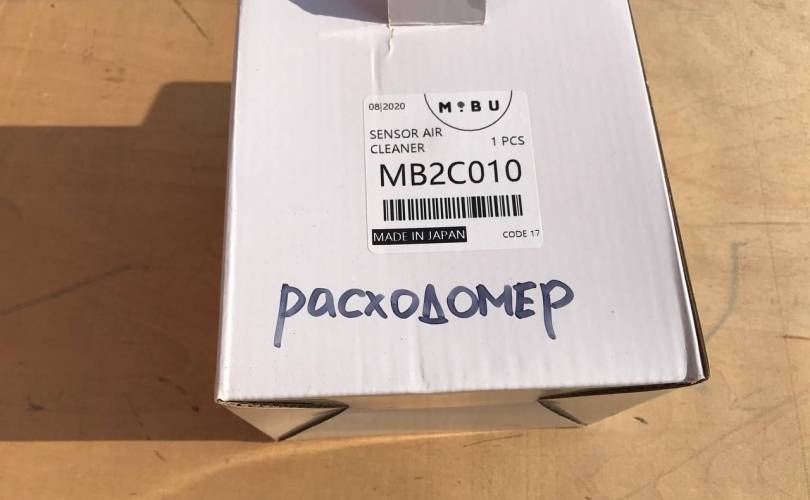 08|2020
M BU
SENSOR AIR
CLEANER
1 PCS
MB2C010
MADE IN JAPAN
CODE 17
расходомер